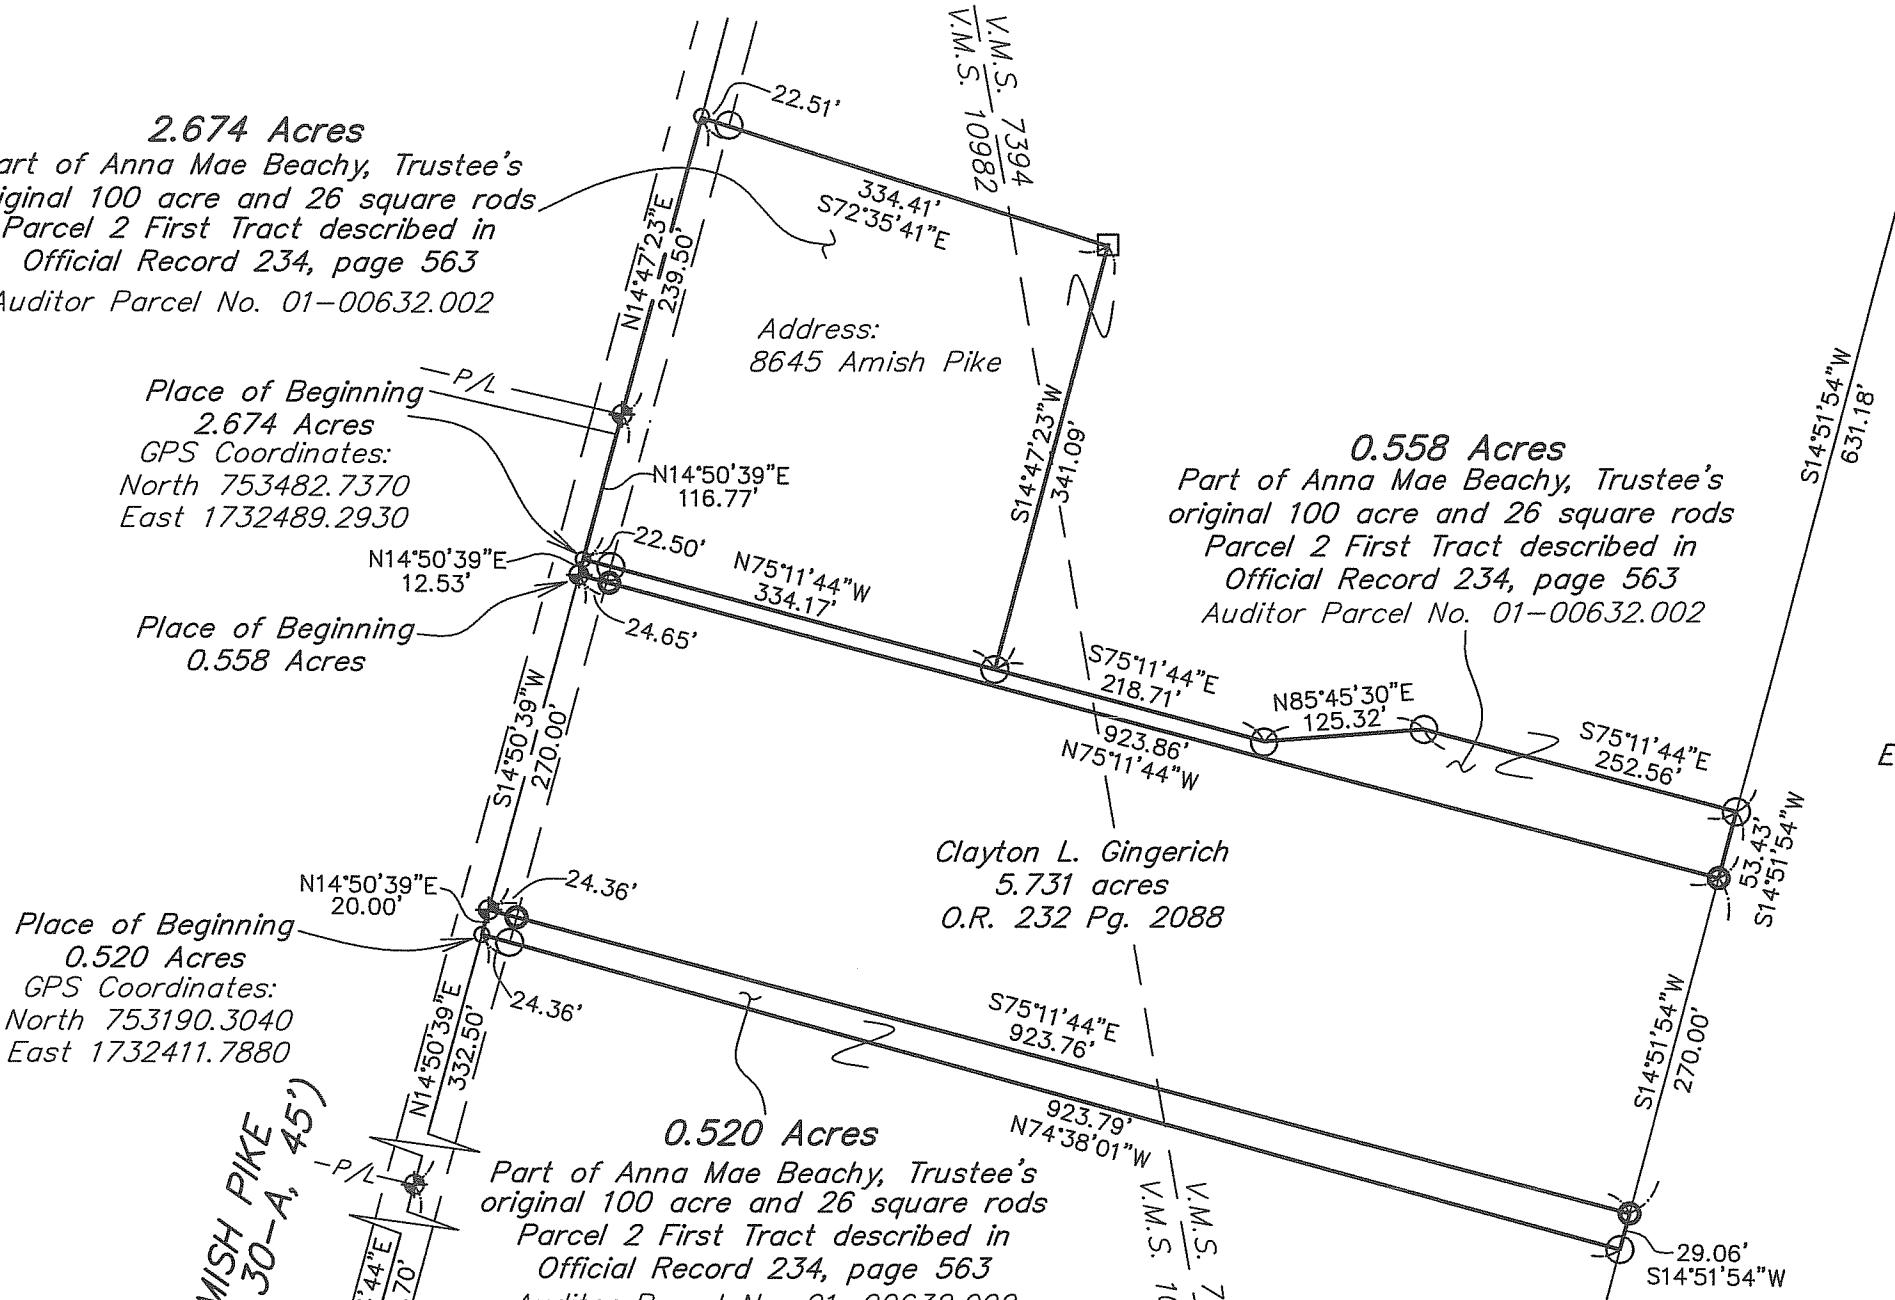 V.M.S. 7394
V.M.S. 10982
22.51'
2.674 Acres
art of Anna Mae Beachy, Trustee's
iginal 100 acre and 26 square rods
Parcel 2 First Tract described in
Official Record 234, page 563
Auditor Parcel No. 01-00632.002
334.41'
S72°35'41"E
N14°47'23"E
239.50'
Address:
8645 Amish Pike
P/L
Place of Beginning
2.674 Acres
GPS Coordinates:
North 753482.7370
East 1732489.2930
N14°50'39"E
116.77'
S14°47'23"W
341.09'
S14°51'54"W
631.18'
0.558 Acres
Part of Anna Mae Beachy, Trustee's
original 100 acre and 26 square rods
Parcel 2 First Tract described in
Official Record 234, page 563
Auditor Parcel No. 01-00632.002
22.50'
N14°50'39"E
12.53'
N75°11'44"W
334.17'
Place of Beginning
0.558 Acres
24.65'
S75°11'44"E
218.71'
N85°45'30"E
125.32'
S75°11'44"E
252.56'
923.86'
N75°11'44"W
E
S14°50'39"W
270.00'
53.43'
S14°51'54"W
Clayton L. Gingerich
5.731 acres
O.R. 232 Pg. 2088
N14°50'39"E
20.00'
24.36'
Place of Beginning
0.520 Acres
GPS Coordinates:
North 753190.3040
East 1732411.7880
24.36'
N14°50'39"E
332.50'
S75°11'44"E
923.76'
S14°51'54"W
270.00'
923.79'
N74°38'01"W
MISH PIKE
30-A, 45')
P/L
0.520 Acres
Part of Anna Mae Beachy, Trustee's
original 100 acre and 26 square rods
Parcel 2 First Tract described in
Official Record 234, page 563
V.M.S. 7
V.M.S. 10
29.06'
S14°51'54"W
'44"E
70'